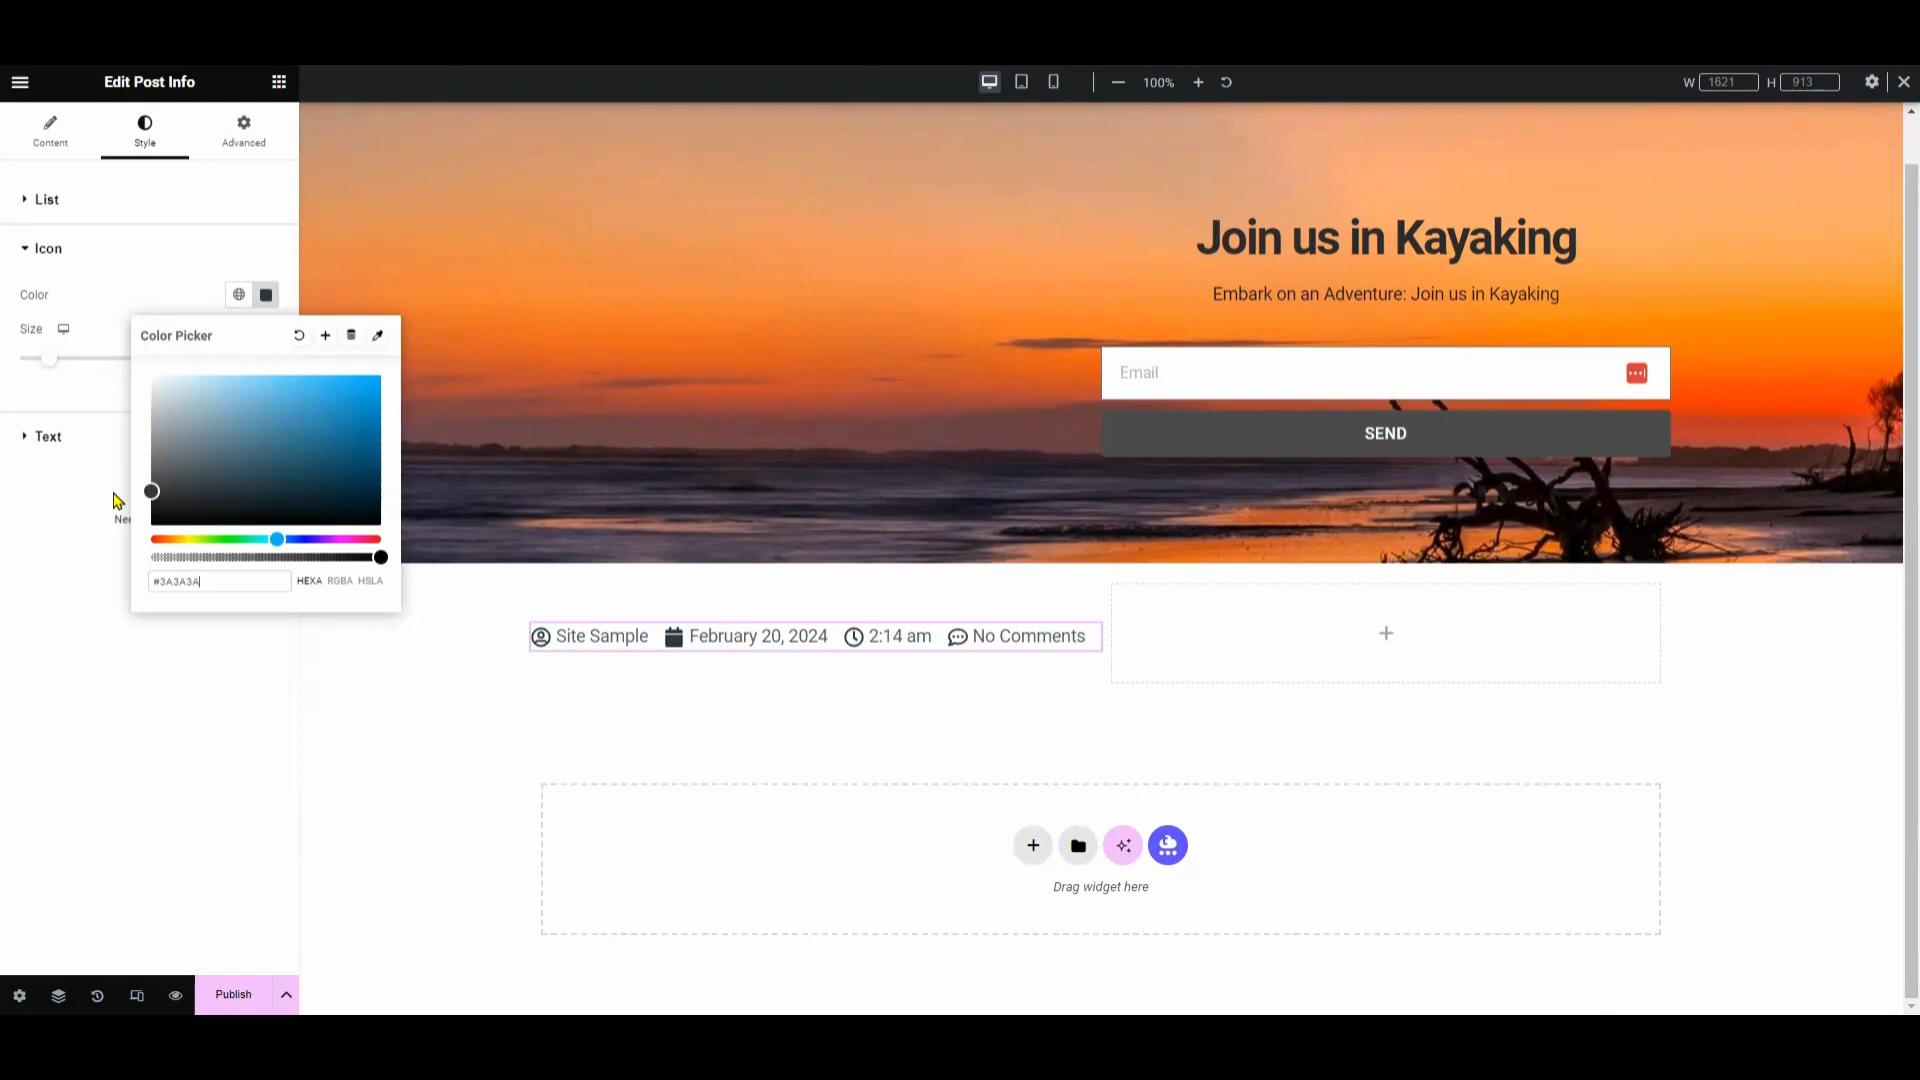 Edit Post Info
100%
W 1621 H 913
Content
Style
Advanced
List
Icon
Color
Size
Color Picker
Text
#3A3A3A
HEXA RGBA HSLA
Join us in Kayaking
Embark on an Adventure: Join us in Kayaking
Email
SEND
Site Sample February 20, 2024 2:14 am No Comments
Drag widget here
Publish